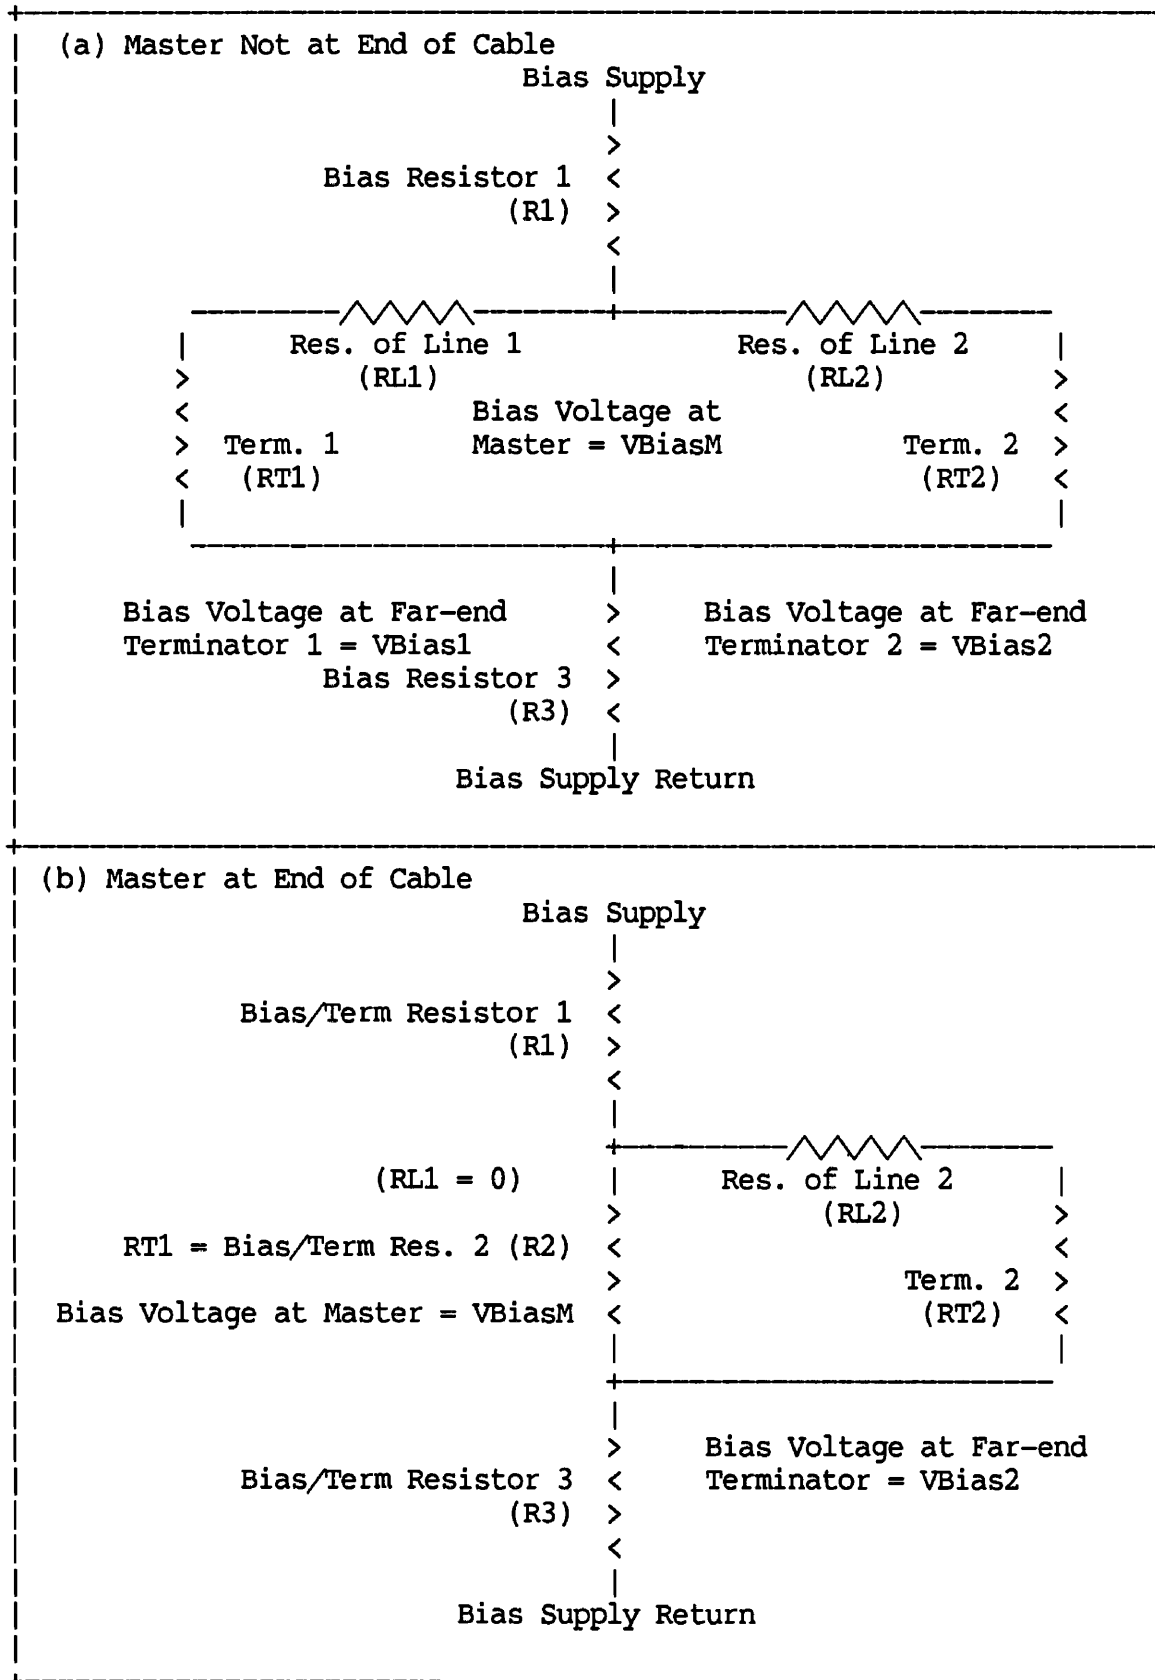 (a) Master Not at End of Cable
Bias Supply
Bias Resistor 1
(R1)
Res. of Line 1 Res. of Line 2
(RL1) (RL2)
Bias Voltage at
Term. 1 Master = VBiasM Term. 2
(RT1) (RT2)
Bias Voltage at Far-end Bias Voltage at Far-end
Terminator 1 = VBias1 Terminator 2 = VBias2
Bias Resistor 3
(R3)
Bias Supply Return
(b) Master at End of Cable
Bias Supply
Bias/Term Resistor 1
(R1)
(RL1 = 0) Res. of Line 2
(RL2)
RT1 = Bias/Term Res. 2 (R2)
Term. 2
Bias Voltage at Master = VBiasM (RT2)
Bias Voltage at Far-end
Bias/Term Resistor 3 Terminator = VBias2
(R3)
Bias Supply Return